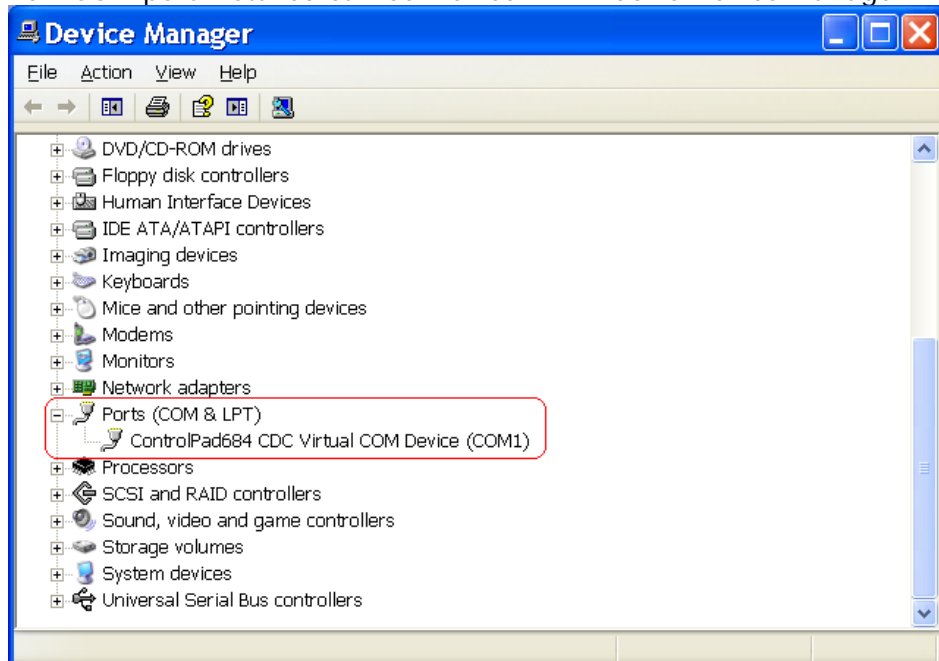 Device Manager
File Action View Help
DVD/CD-ROM drives
Floppy disk controllers
Human Interface Devices
IDE ATA/ATAPI controllers
Imaging devices
Keyboards
Mice and other pointing devices
Modems
Monitors
Network adapters
Ports (COM & LPT)
ControlPad684 CDC Virtual COM Device (COM1)
Processors
SCSI and RAID controllers
Sound, video and game controllers
Storage volumes
System devices
Universal Serial Bus controllers